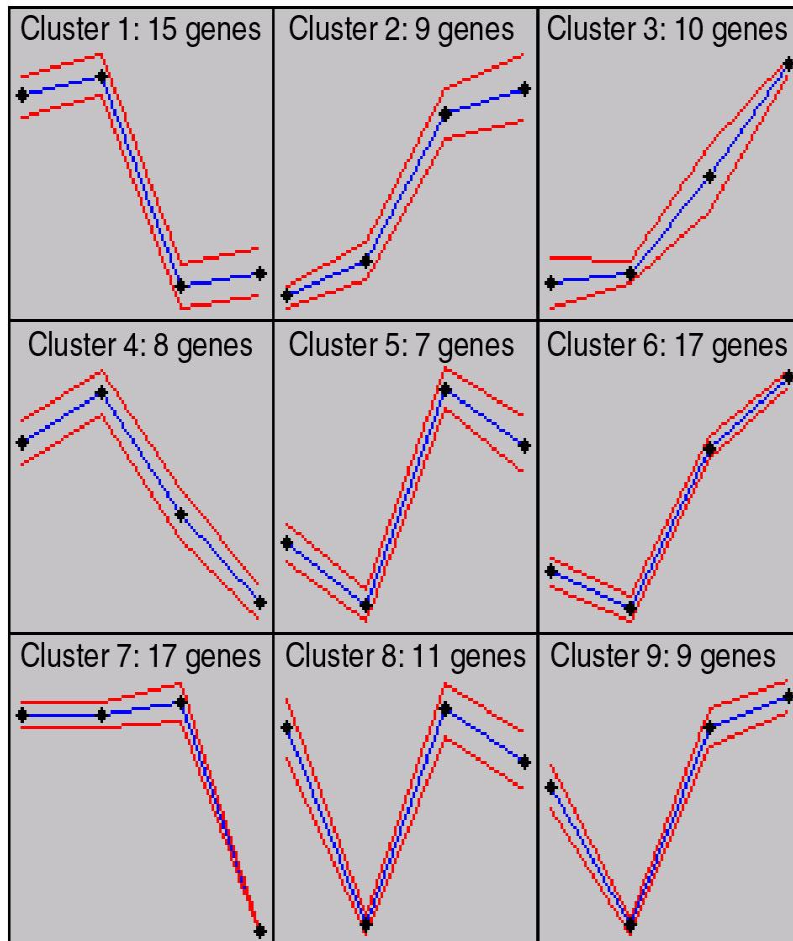 Cluster 1: 15 genes
Cluster 2: 9 genes
Cluster 3: 10 genes
Cluster 4: 8 genes
Cluster 5: 7 genes
Cluster 6: 17 genes
Cluster 7: 17 genes
Cluster 8: 11 genes
Cluster 9: 9 genes